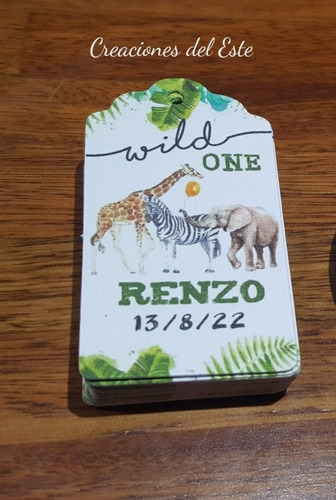 Creaciones del Este
wild
ONE
RENZO
13/8/22